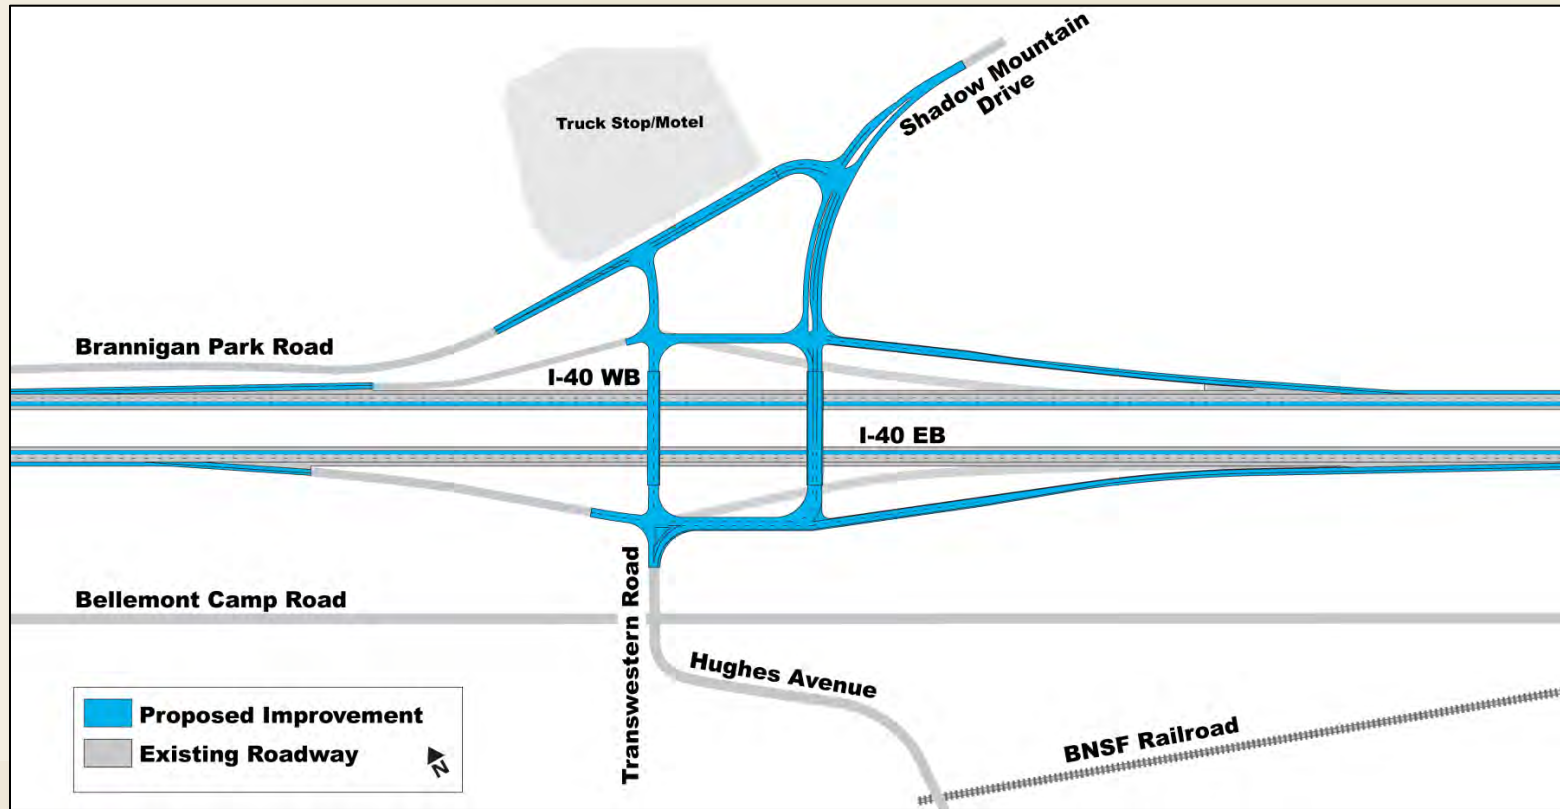 Shadow Mountain
Drive
Truck Stop/Motel
Brannigan Park Road
I-40 WB
I-40 EB
Bellemont Camp Road
Transwestern Road
Hughes Avenue
BNSF Railroad
Proposed Improvement
Existing Roadway
N